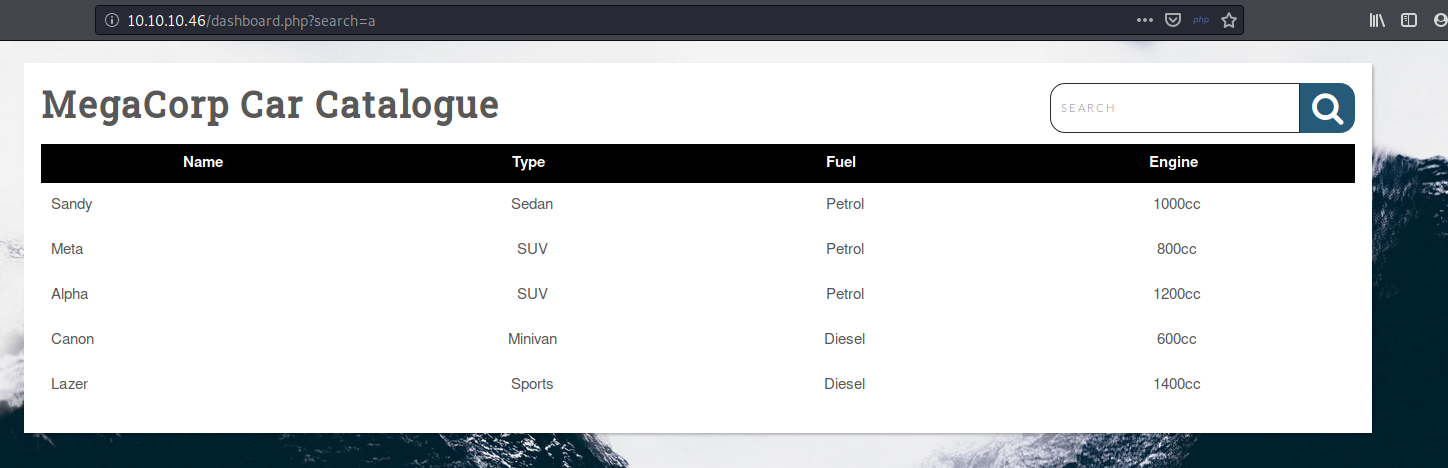 10.10.10.46/dashboard.php?search=a
php
MegaCorp Car Catalogue
SEARCH
Name Type Fuel Engine
Sandy Sedan Petrol 1000cc
Meta SUV Petrol 800cc
Alpha SUV Petrol 1200cc
Canon Minivan Diesel 600cc
Lazer Sports Diesel 1400cc